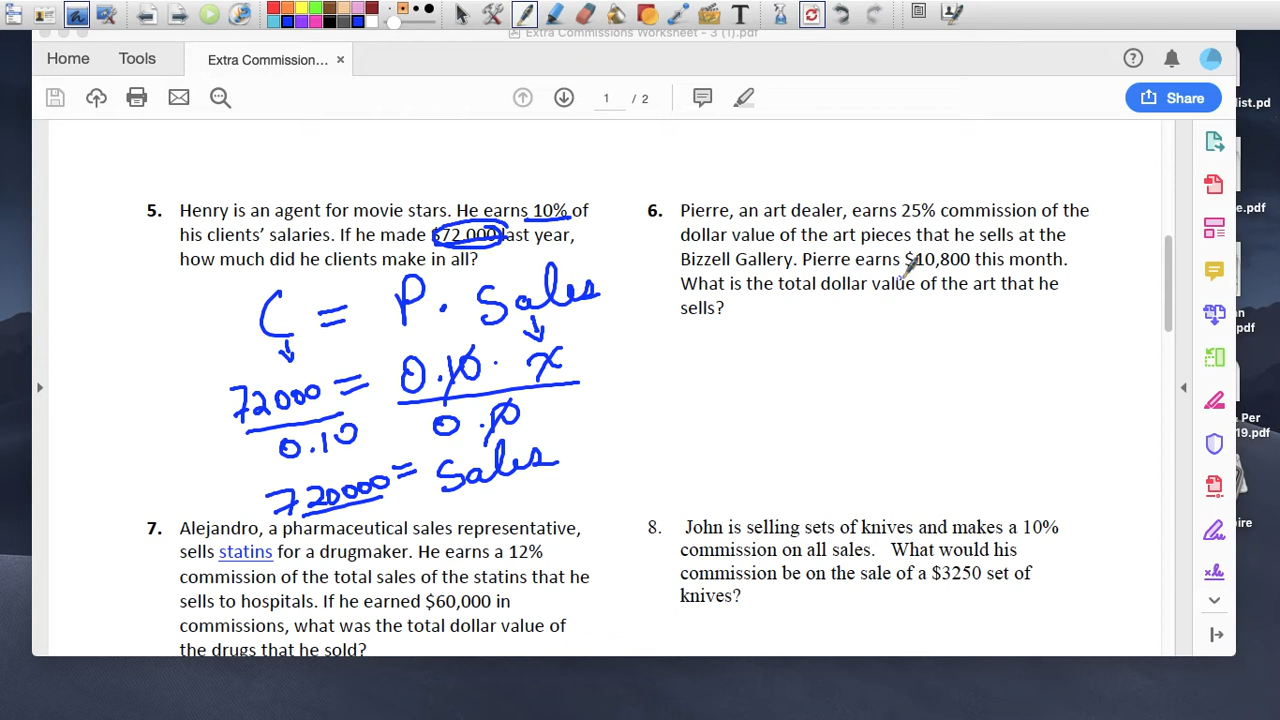 Extra Commissions Worksheet - 3 (1).pdf
Home
Tools
Extra Commission...
1 / 2
Share
list.pd
5. Henry is an agent for movie stars. He earns 10% of
his clients' salaries. If he made $72,000 last year,
how much did he clients make in all?
C = P. Sales
72000 = 0.10 . x
0.10 0.10
720000 = Sales
6. Pierre, an art dealer, earns 25% commission of the
dollar value of the art pieces that he sells at the
Bizzell Gallery. Pierre earns $10,800 this month.
What is the total dollar value of the art that he
sells?
7. Alejandro, a pharmaceutical sales representative,
sells statins for a drugmaker. He earns a 12%
commission of the total sales of the statins that he
sells to hospitals. If he earned $60,000 in
commissions, what was the total dollar value of
the drugs that he sold?
8. John is selling sets of knives and makes a 10%
commission on all sales. What would his
commission be on the sale of a $3250 set of
knives?
Per
19.pdf
pire